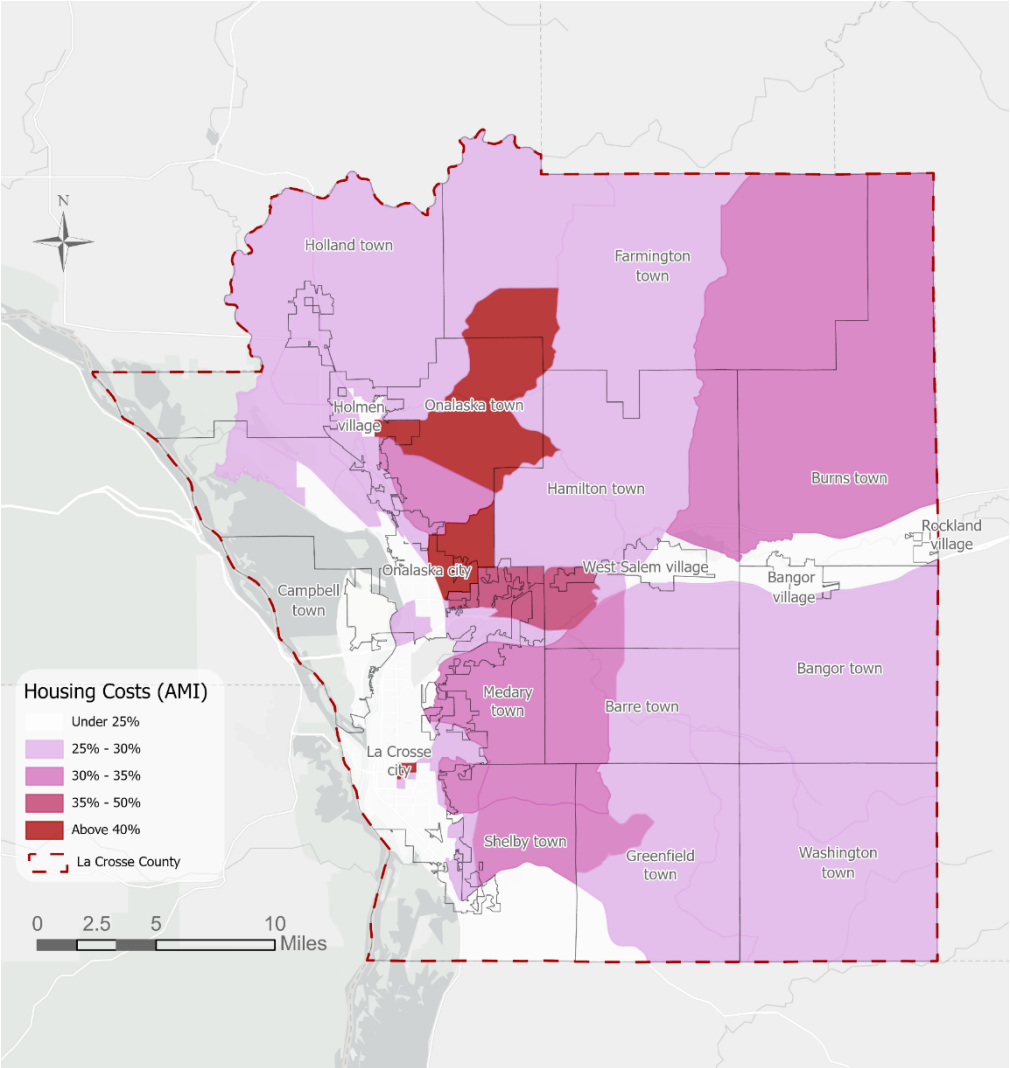 N
Holland town
Farmington
town
Holmen
village
Onalaska town
Burns town
Hamilton town
Rockland
village
Onalaska city
West Salem village
Bangor
village
Campbell
town
Bangor town
Medary
town
Barre town
La Crosse
city
Shelby town
Greenfield
town
Washington
town
Housing Costs (AMI)
Under 25%
25% - 30%
30% - 35%
35% - 50%
Above 40%
La Crosse County
0 2.5 5 10
Miles